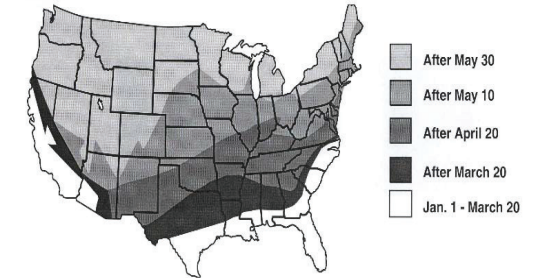 After May 30
After May 10
After April 20
After March 20
Jan. 1 - March 20